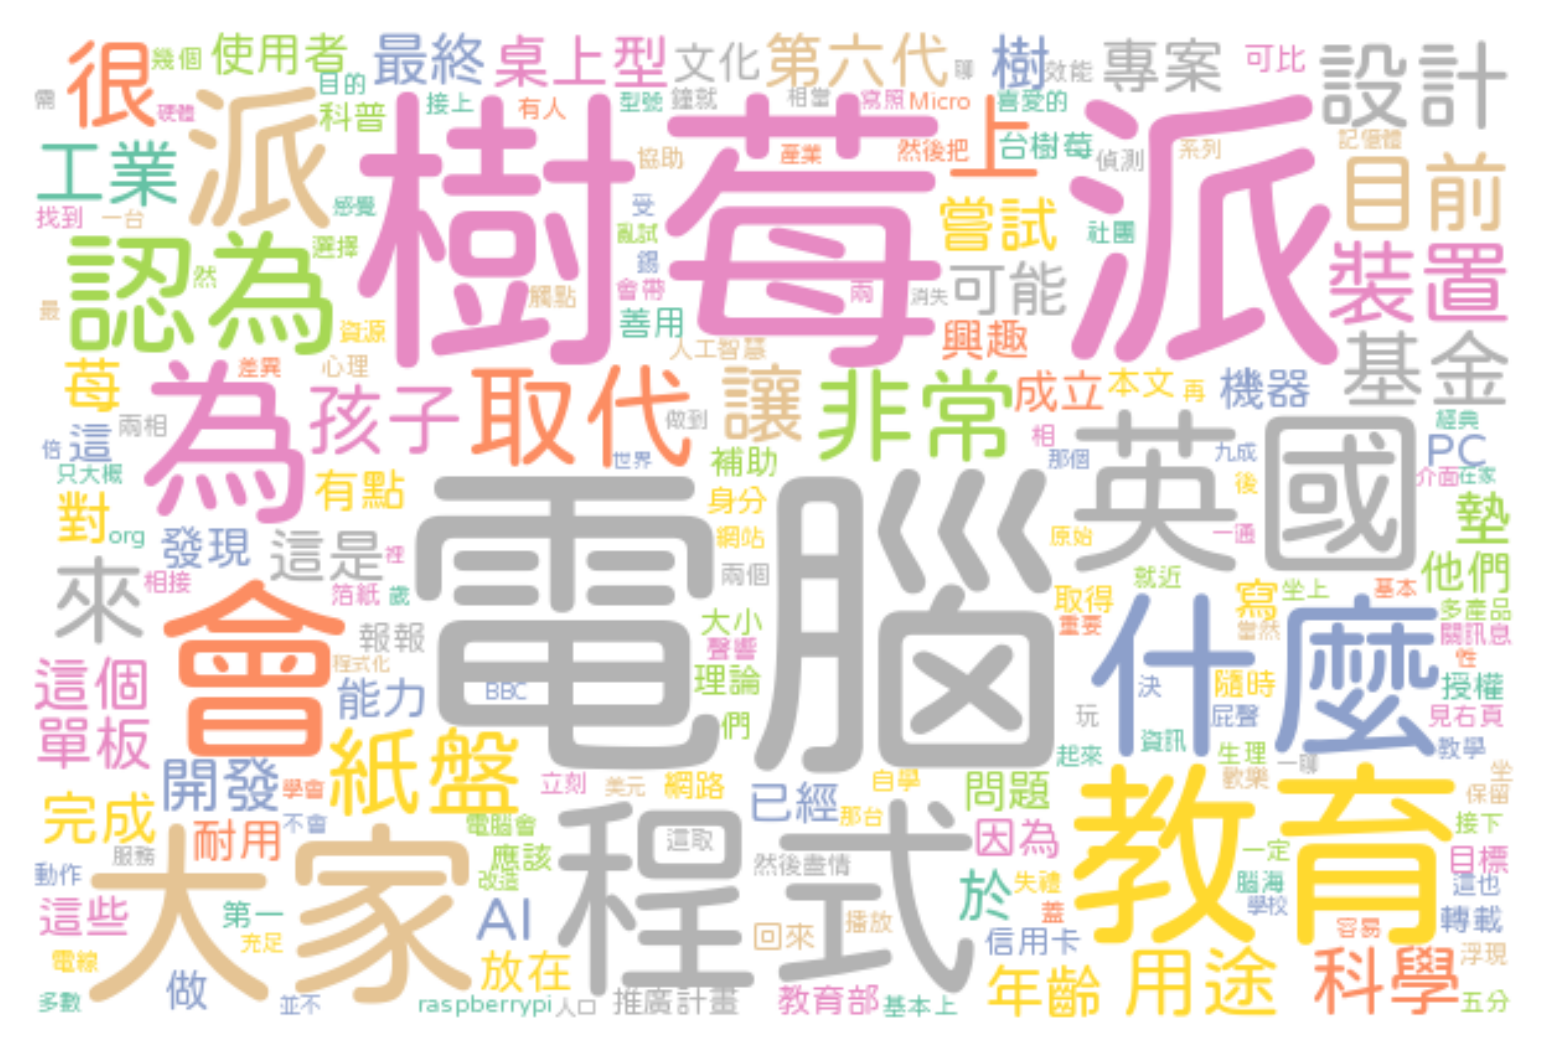 很 幾個 使用者 最終 桌上型 文化 第六代 聊 樹 效能 專案 可比 設計
需 硬體 派 目的 科普 接上 有人 型號 鐘就 相當 寫照 Micro 上 喜愛的
工業 樹莓派 協助 產業 然後把 台樹莓 偵測 系列 記憶體 目前
找到 一台 感覺 受 亂試 嘗試 社團
認為 選擇 然 錫 會帶 觸點 兩 消失 可能 裝置
最 資源 善用 人工智慧 興趣 基金
莓 差異 心理 為 孩子 取代 做到 讓 非常 成立 本文 再 機器 經典
倍 這 兩相 世界 相 那個 九成 PC
只大概 有點 補助 英國 介面 在家
對 org 身分 後 墊
發現 這是 裡 電腦 網站 原始 一通
來 相接 箔紙 歲 兩個 就近 他們
會 取得 寫 坐上 基本 多產品
報報 大小 重要 什麼 當然 關訊息
這個 程式化 聲響 性
能力 BBC 理論 決 隨時 授權
單板 們 玩 屁聲 見右頁
開發 紙盤 起來 資訊 生理 一聊 教學
學會 立刻 美元 網路 自學 問題 歡樂 坐 保留
完成 不會 電腦會 已經 那台 教育 接下
耐用 大家 程式 這取 因為 一定 目標
服務 應該 然後盡情
動作 改造 於 失禮 腦海 這也
這些 第一 AI 播放 蓋 學校 轉載
充足 回來 信用卡 容易
電線 放在 年齡 用途 科學 浮現
多數 做 並不 raspberrypi 人口 推廣計畫 教育部 基本上 五分